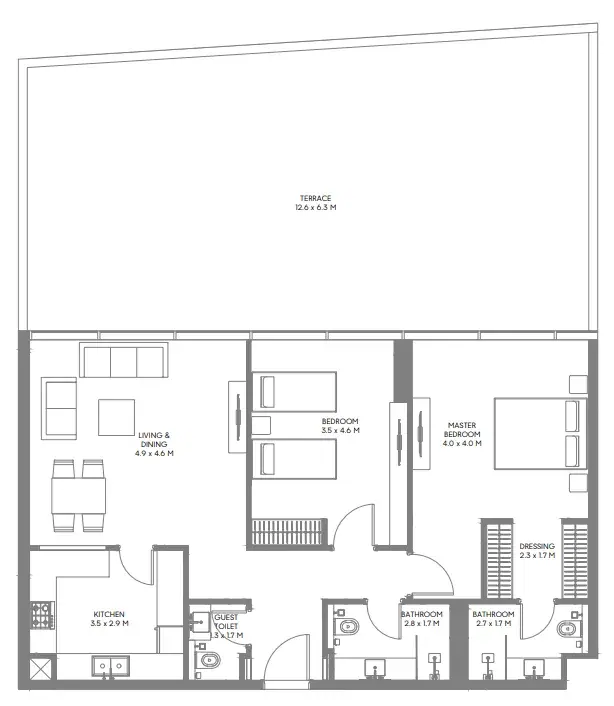 TERRACE
12.6 x 6.3 M
BEDROOM
3.5 x 4.6 M
MASTER
BEDROOM
4.0 x 4.0 M
LIVING &
DINING
4.9 x 4.6 M
DRESSING
2.3 x 1.7 M
KITCHEN
3.5 x 2.9 M
GUEST
TOILET
1.3 x 1.7 M
BATHROOM
2.8 x 1.7 M
BATHROOM
2.7 x 1.7 M